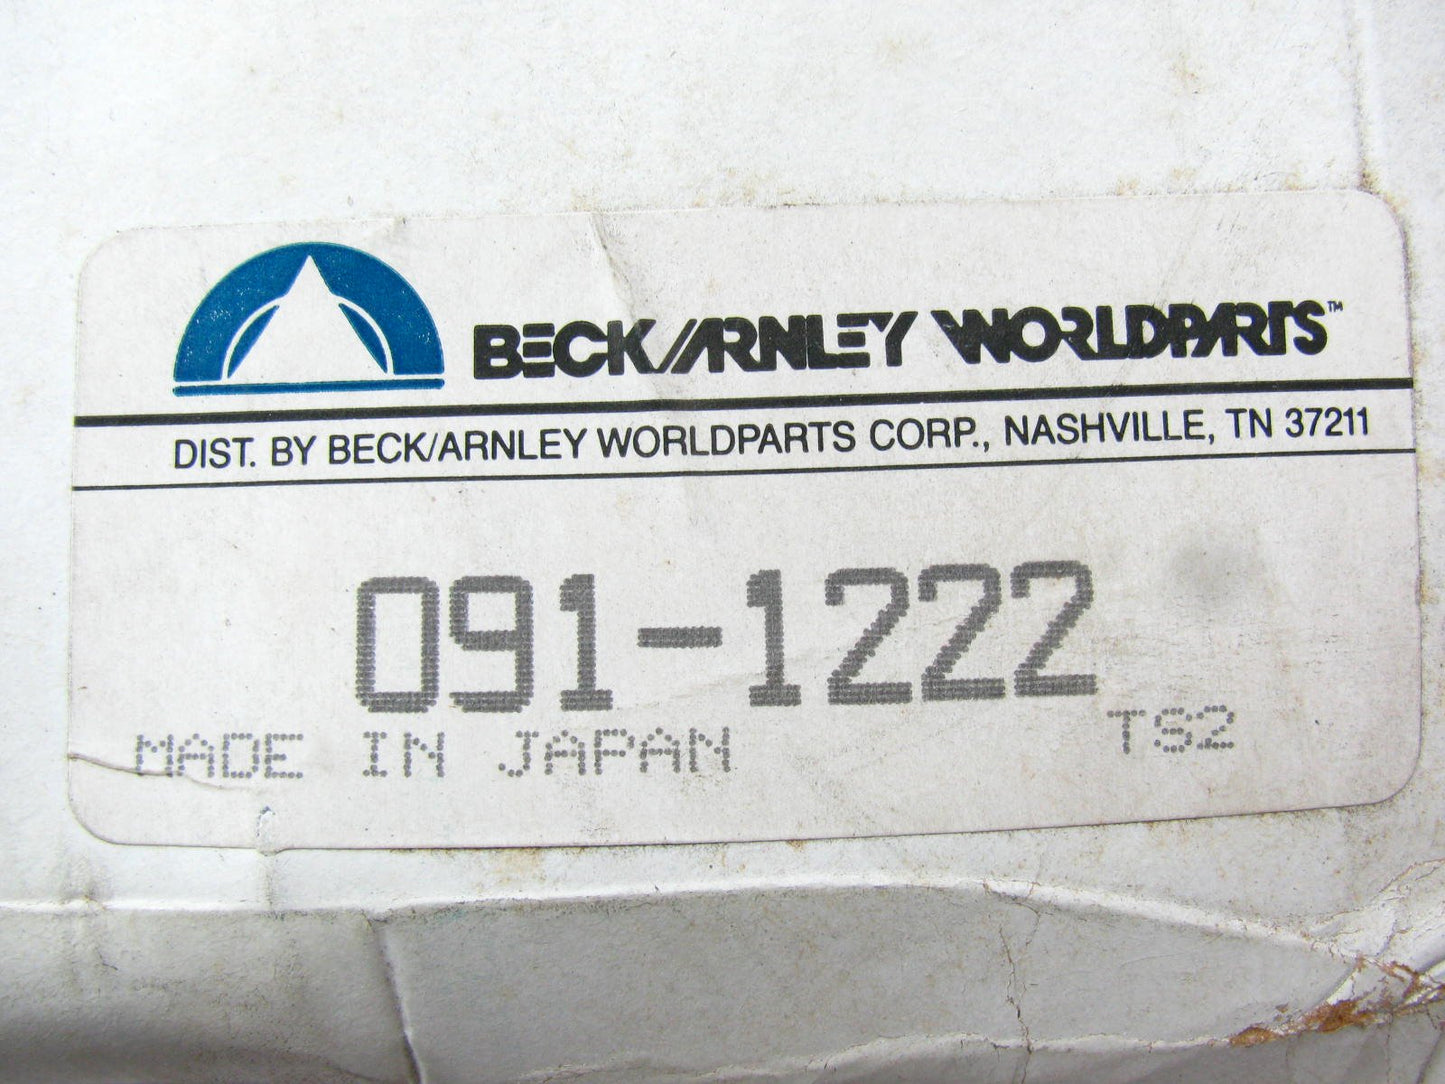 BECK/ARNLEY WORLDPARTS™
DIST. BY BECK/ARNLEY WORLDPARTS CORP., NASHVILLE, TN 37211
091-1222
MADE IN JAPAN TS2